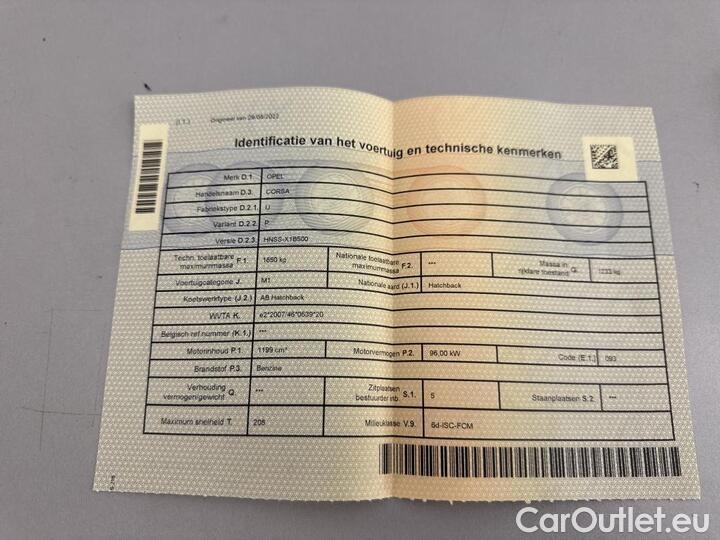 (I.1.) Origineel van 29/06/2022
Identificatie van het voertuig en technische kenmerken
Merk D.1. OPEL
Handelsnaam D.3. CORSA
Fabriekstype D.2.1. U
Variant D.2.2. P
Versie D.2.3. HNSS-X1B500
Techn. toelaatbare maximummassa F.1. 1650 kg Nationale toelaatbare maximummassa F.2. --- Massa in rijklare toestand G. 1233 kg
Voertuigcategorie J. M1 Nationale aard (J.1.) Hatchback
Koetswerktype (J.2.) AB Hatchback
WVTA K. e2*2007/46*0639*20
Belgisch ref.nummer (K.1.) ---
Motorinhoud P.1. 1199 cm³ Motorvermogen P.2. 96,00 kW Code (E.1.) 093
Brandstof P.3. Benzine
Verhouding vermogen/gewicht Q. --- Zitplaatsen bestuurder inb. S.1. 5 Staanplaatsen S.2. ---
Maximum snelheid T. 208 Milieuklasse V.9. 6d-ISC-FCM
CarOutlet.eu